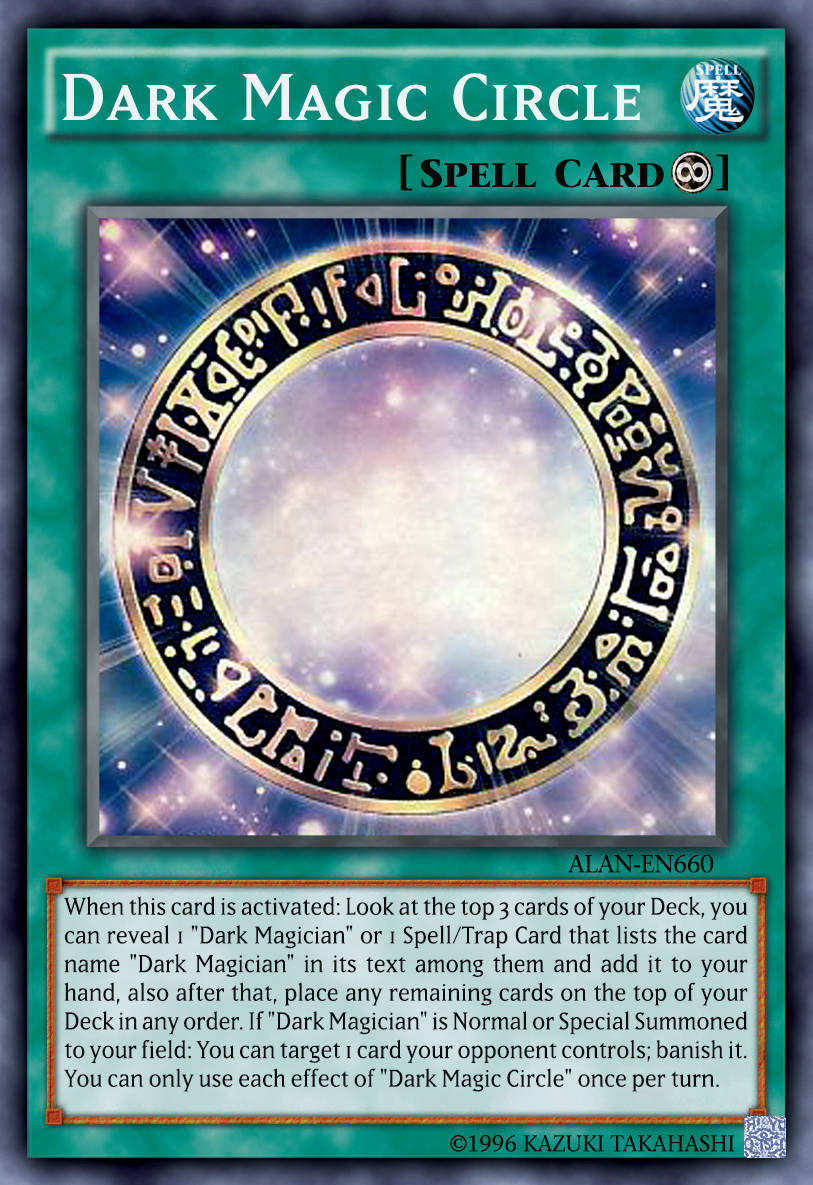 DARK MAGIC CIRCLE
SPELL
魔
[SPELL CARD]
ALAN-EN660
When this card is activated: Look at the top 3 cards of your Deck, you
can reveal 1 "Dark Magician" or 1 Spell/Trap Card that lists the card
name "Dark Magician" in its text among them and add it to your
hand, also after that, place any remaining cards on the top of your
Deck in any order. If "Dark Magician" is Normal or Special Summoned
to your field: You can target 1 card your opponent controls; banish it.
You can only use each effect of "Dark Magic Circle" once per turn.
©1996 KAZUKI TAKAHASHI